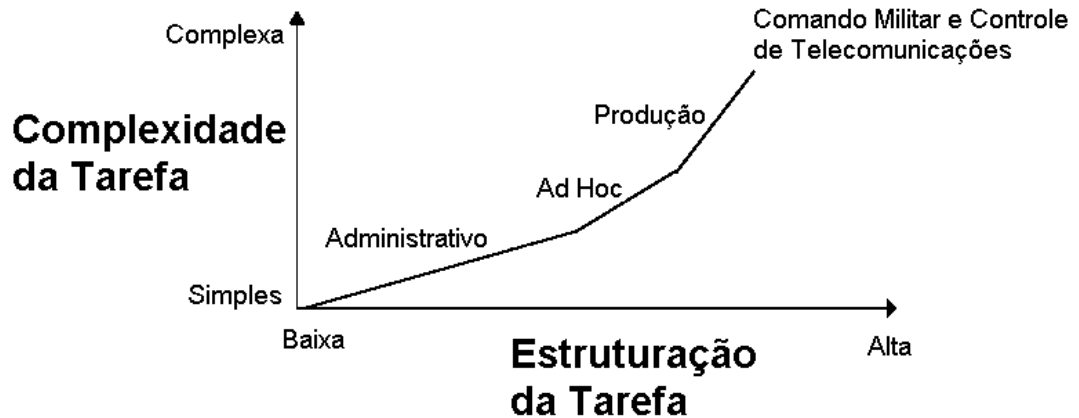 Comando Militar e Controle
de Telecomunicações
Complexa
Produção
Complexidade
da Tarefa
Ad Hoc
Administrativo
Simples
Baixa
Alta
Estruturação
da Tarefa